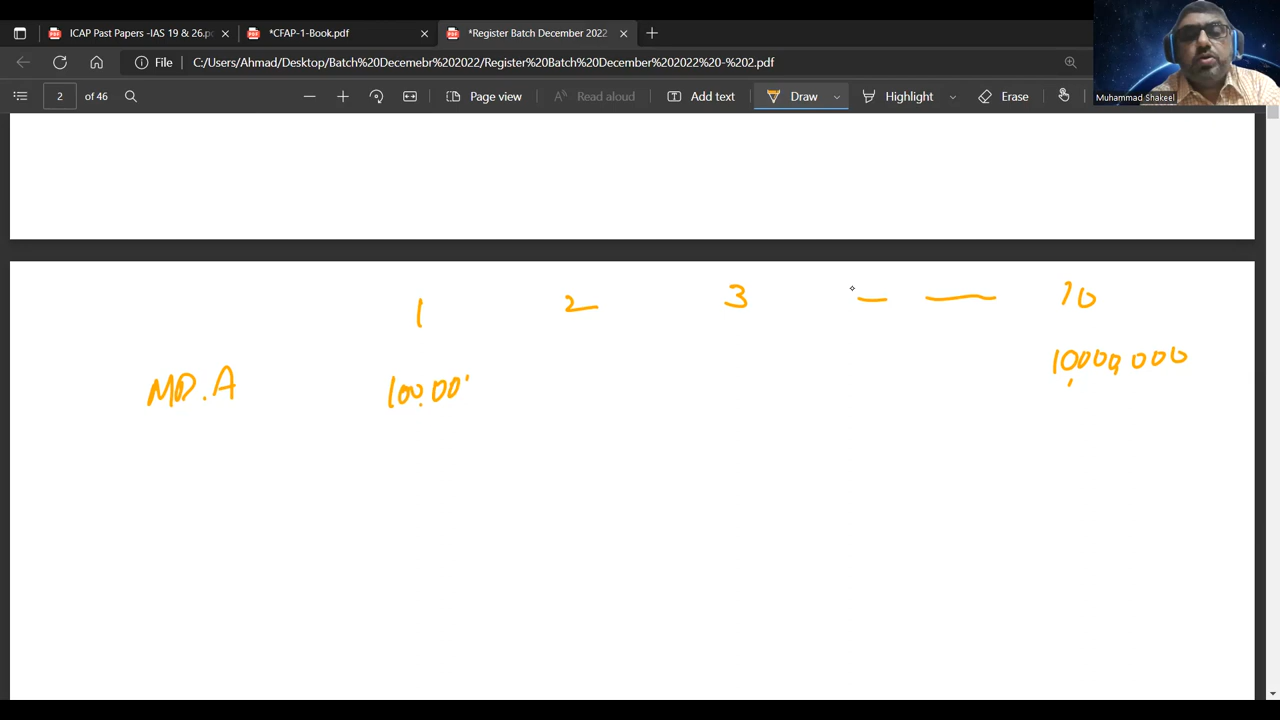 ICAP Past Papers -IAS 19 & 26.p
*CFAP-1-Book.pdf
*Register Batch December 2022
File
C:/Users/Ahmad/Desktop/Batch%20Decemebr%202022/Register%20Batch%20December%202022%20-%202.pdf
2 of 46
Page view
Read aloud
Add text
Draw
Highlight
Erase
Muhammad Shakeel
1 2 3 — — 10
10,000,000
MD.A 100,00